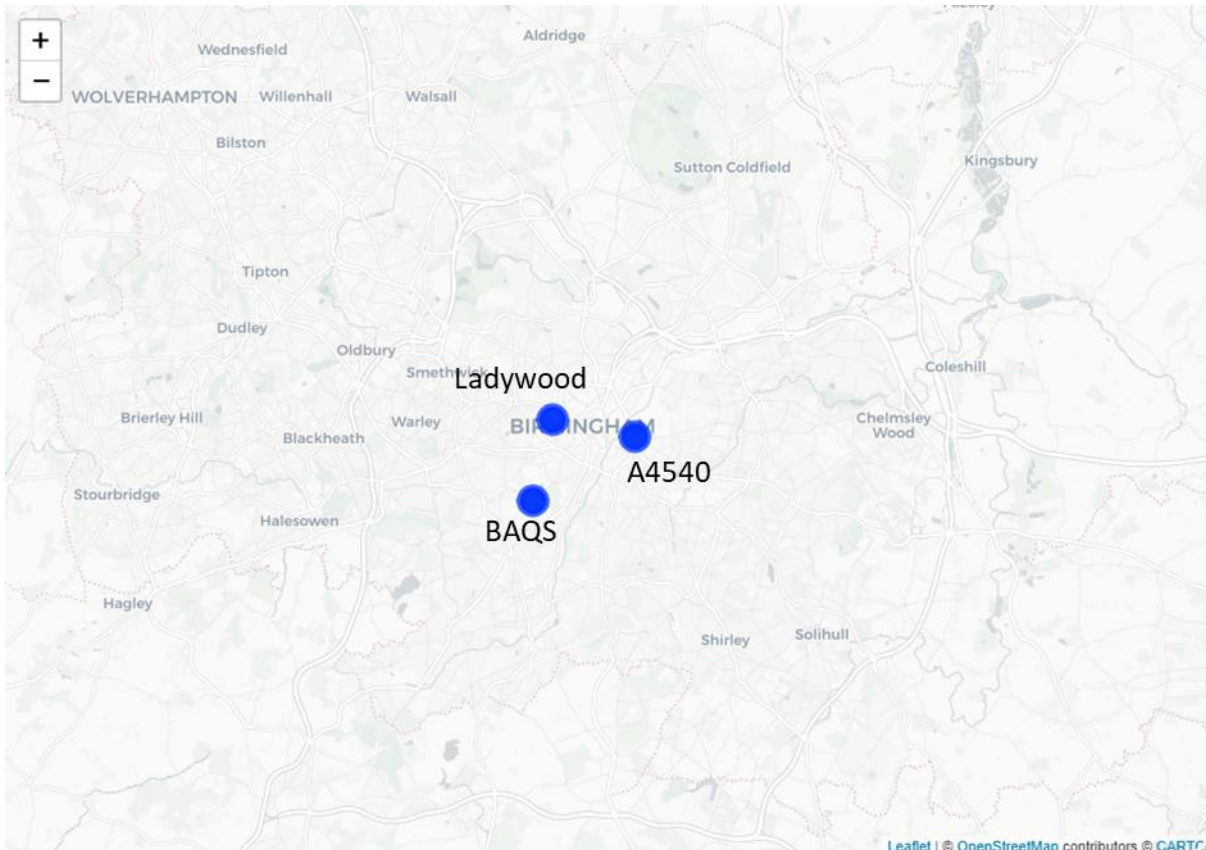 +
−
Aldridge
Wednesfield
WOLVERHAMPTON
Willenhall
Walsall
Bilston
Sutton Coldfield
Kingsbury
Tipton
Dudley
Oldbury
Smethwick
Coleshill
Ladywood
Brierley Hill
Warley
BIRMINGHAM
Chelmsley
Wood
Blackheath
A4540
Stourbridge
Halesowen
BAQS
Hagley
Shirley
Solihull
Leaflet | © OpenStreetMap contributors © CARTO